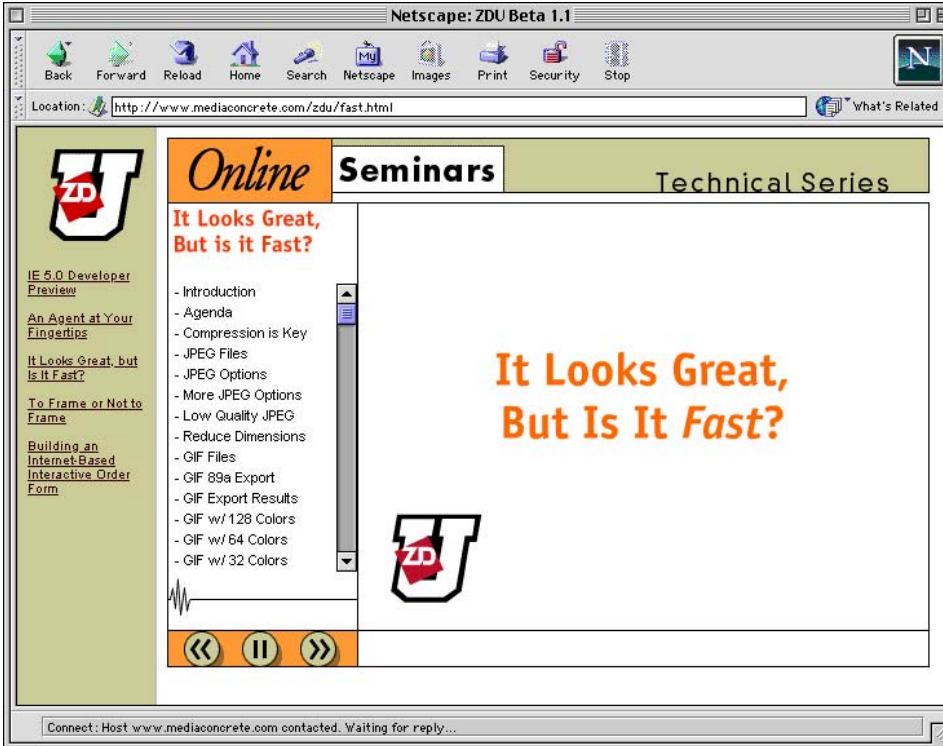 Netscape: ZDU Beta 1.1
Back Forward Reload Home Search Netscape Images Print Security Stop
My
N
Location: http://www.mediaconcrete.com/zdu/fast.html What's Related
ZD U
IE 5.0 Developer
Preview
An Agent at Your
Fingertips
It Looks Great, but
Is It Fast?
To Frame or Not to
Frame
Building an
Internet-Based
Interactive Order
Form
Online Seminars Technical Series
It Looks Great,
But is it Fast?
- Introduction
- Agenda
- Compression is Key
- JPEG Files
- JPEG Options
- More JPEG Options
- Low Quality JPEG
- Reduce Dimensions
- GIF Files
- GIF 89a Export
- GIF Export Results
- GIF w/ 128 Colors
- GIF w/ 64 Colors
- GIF w/ 32 Colors
It Looks Great,
But Is It Fast?
ZD U
Connect: Host www.mediaconcrete.com contacted. Waiting for reply...